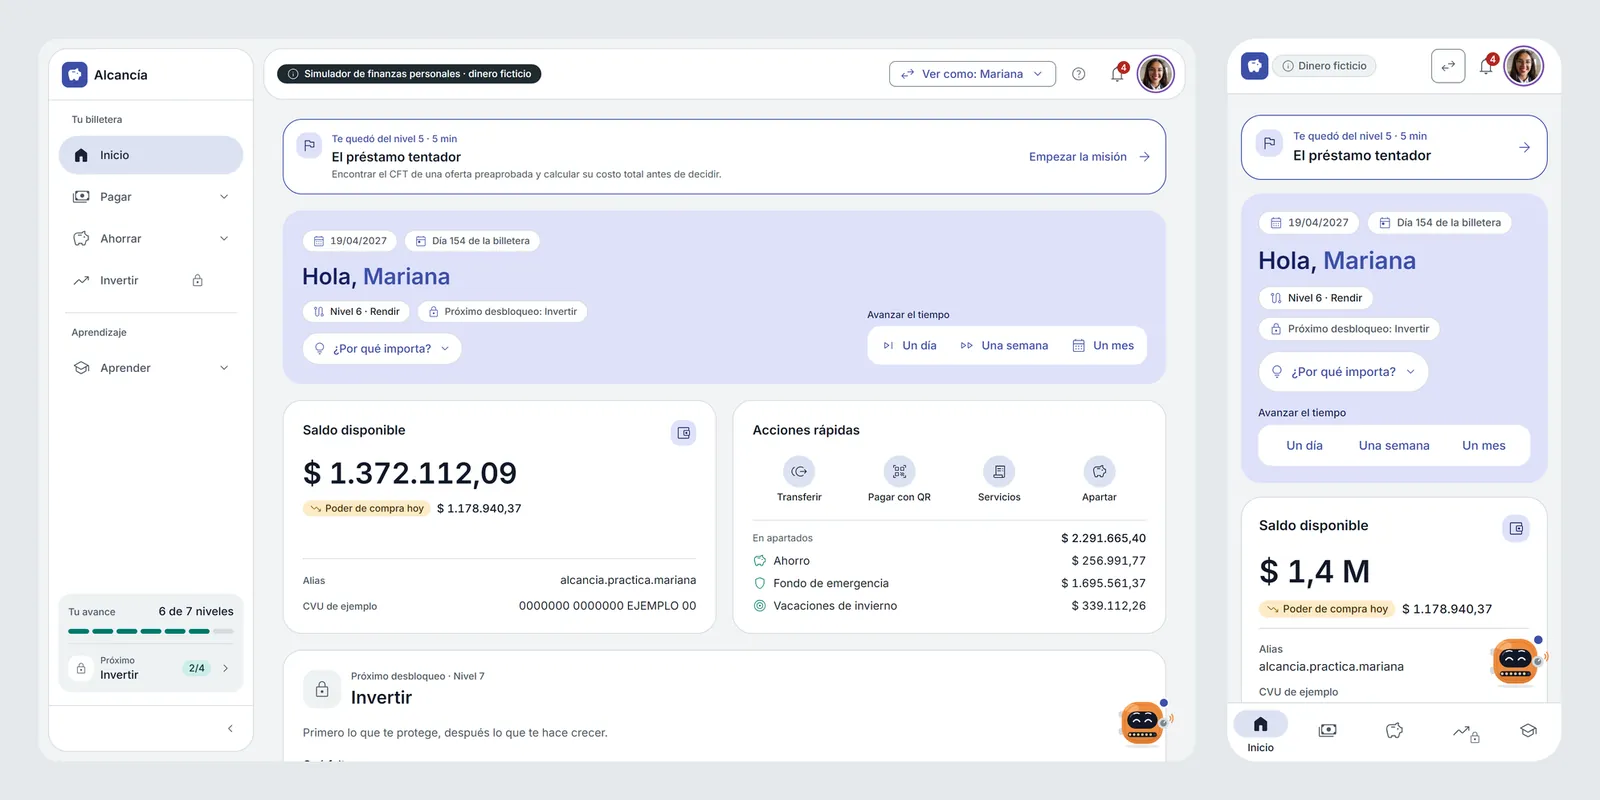 Alcancía
Tu billetera
Inicio
Pagar
Ahorrar
Invertir
Aprendizaje
Aprender
Tu avance 6 de 7 niveles
Próximo
Invertir
2/4
Simulador de finanzas personales · dinero ficticio
Ver como: Mariana
4
Te quedó del nivel 5 · 5 min
El préstamo tentador
Encontrar el CFT de una oferta preaprobada y calcular su costo total antes de decidir.
Empezar la misión
19/04/2027
Día 154 de la billetera
Hola, Mariana
Nivel 6 · Rendir
Próximo desbloqueo: Invertir
¿Por qué importa?
Avanzar el tiempo
Un día
Una semana
Un mes
Saldo disponible
$ 1.372.112,09
Poder de compra hoy $ 1.178.940,37
Alias alcancia.practica.mariana
CVU de ejemplo 0000000 0000000 EJEMPLO 00
Acciones rápidas
Transferir
Pagar con QR
Servicios
Apartar
En apartados $ 2.291.665,40
Ahorro $ 256.991,77
Fondo de emergencia $ 1.695.561,37
Vacaciones de invierno $ 339.112,26
Próximo desbloqueo · Nivel 7
Invertir
Primero lo que te protege, después lo que te hace crecer.
Dinero ficticio
4
Te quedó del nivel 5 · 5 min
El préstamo tentador
19/04/2027
Día 154 de la billetera
Hola, Mariana
Nivel 6 · Rendir
Próximo desbloqueo: Invertir
¿Por qué importa?
Avanzar el tiempo
Un día
Una semana
Un mes
Saldo disponible
$ 1,4 M
Poder de compra hoy $ 1.178.940,37
Alias
alcancia.practica.mariana
CVU de ejemplo
Inicio